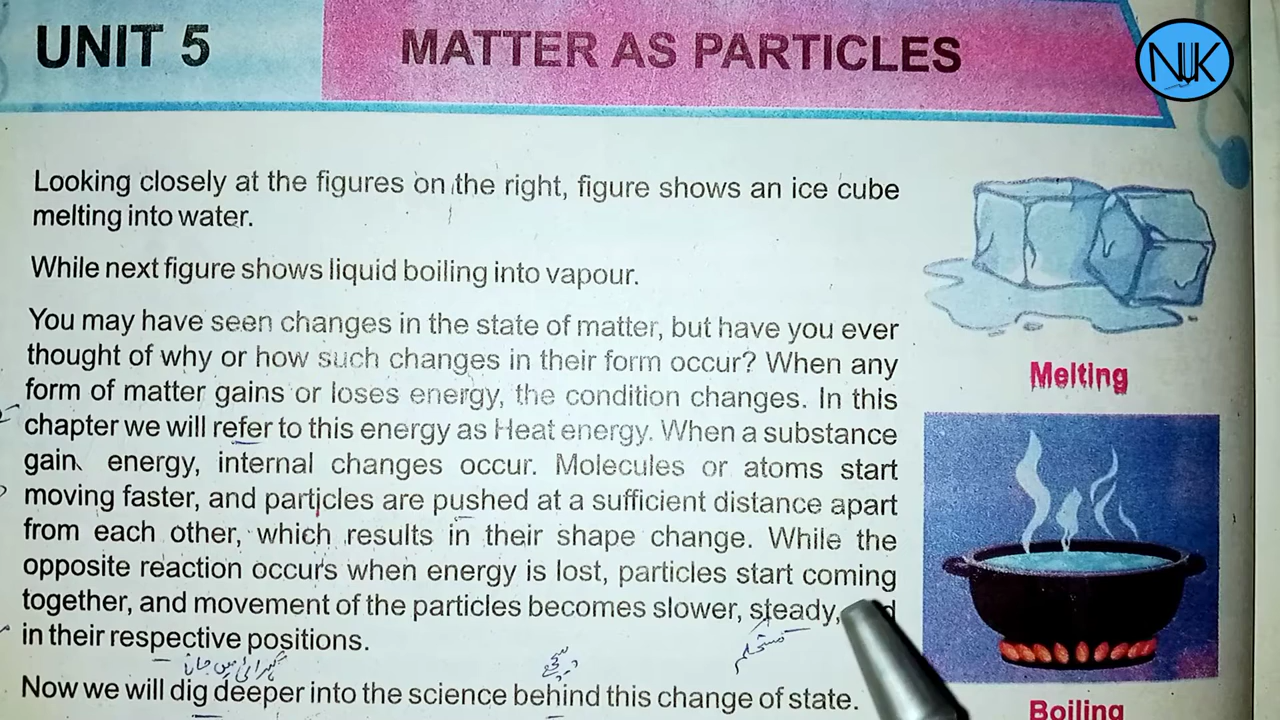 UNIT 5
MATTER AS PARTICLES
NUK
Looking closely at the figures on the right, figure shows an ice cube
melting into water.
While next figure shows liquid boiling into vapour.
You may have seen changes in the state of matter, but have you ever
thought of why or how such changes in their form occur? When any
form of matter gains or loses energy, the condition changes. In this
chapter we will refer to this energy as Heat energy. When a substance
gain energy, internal changes occur. Molecules or atoms start
moving faster, and particles are pushed at a sufficient distance apart
from each other, which results in their shape change. While the
opposite reaction occurs when energy is lost, particles start coming
together, and movement of the particles becomes slower, steady,
مستحکم
in their respective positions.
گہرائی میں جانا
پیچھے
Now we will dig deeper into the science behind this change of state.
Melting
Boiling